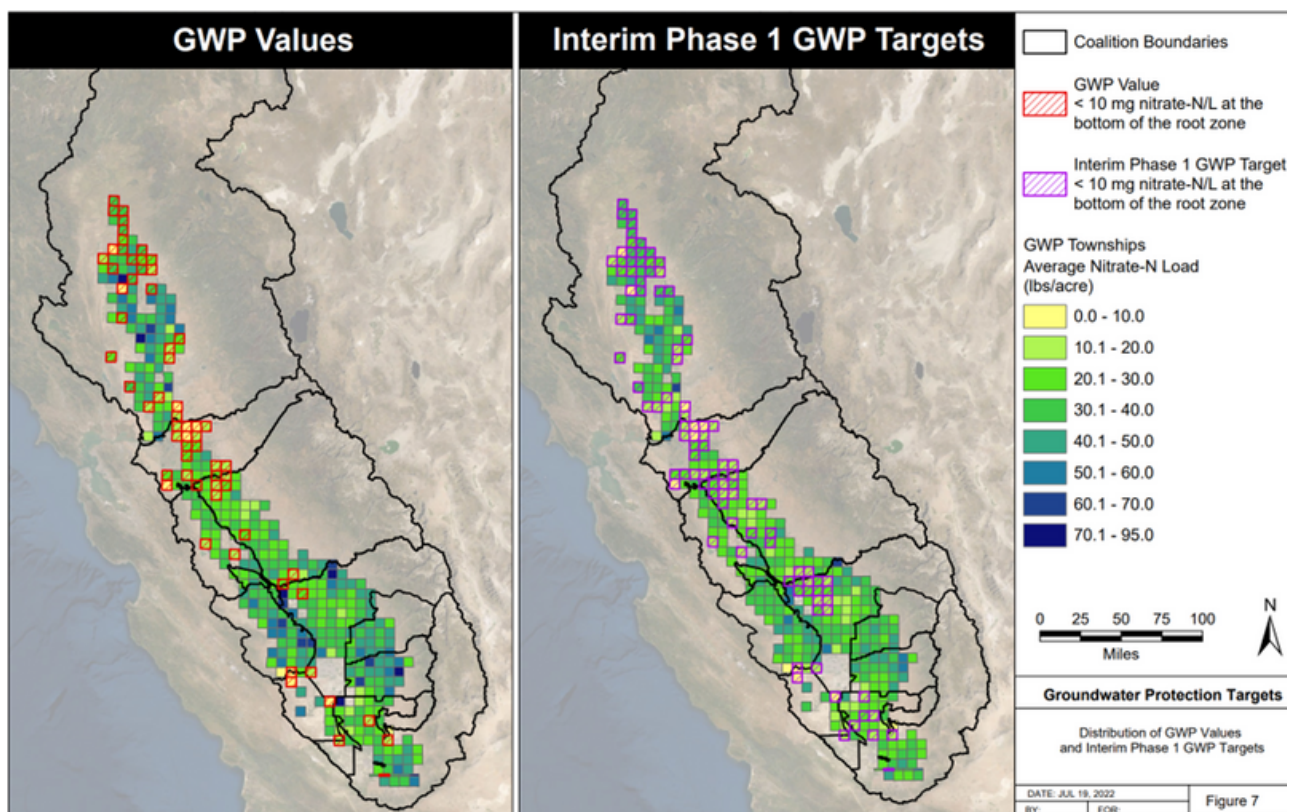 GWP Values
Interim Phase 1 GWP Targets
Coalition Boundaries
GWP Value
< 10 mg nitrate-N/L at the
bottom of the root zone
Interim Phase 1 GWP Target
< 10 mg nitrate-N/L at the
bottom of the root zone
GWP Townships
Average Nitrate-N Load
(lbs/acre)
0.0 - 10.0
10.1 - 20.0
20.1 - 30.0
30.1 - 40.0
40.1 - 50.0
50.1 - 60.0
60.1 - 70.0
70.1 - 95.0
0 25 50 75 100
Miles
N
Groundwater Protection Targets
Distribution of GWP Values
and Interim Phase 1 GWP Targets
DATE: JUL 19, 2022
BY: FOR:
Figure 7